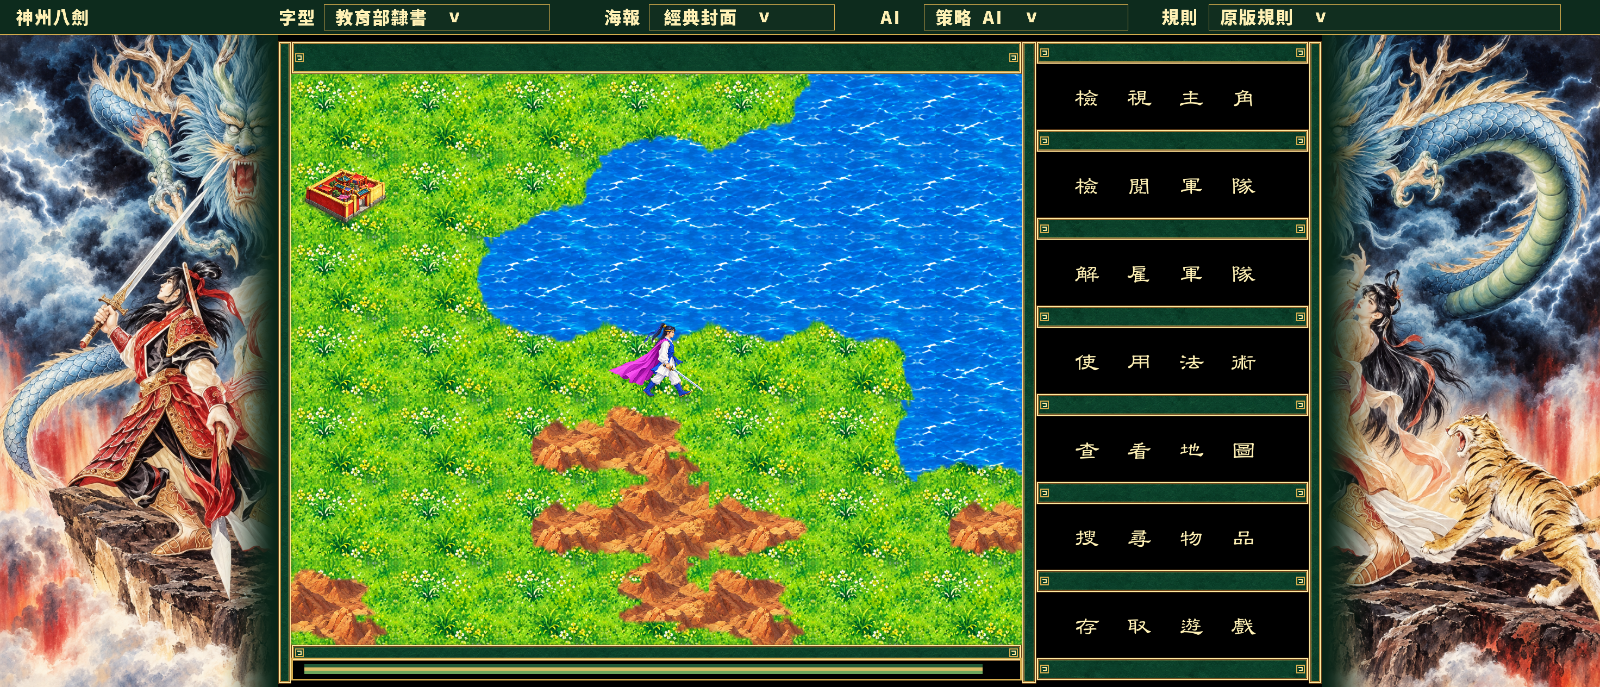 神州八劍 字型 教育部隸書 v 海報 經典封面 v AI 策略 AI v 規則 原版規則 v
檢視主角
檢閱軍隊
解雇軍隊
使用法術
查看地圖
搜尋物品
存取遊戲